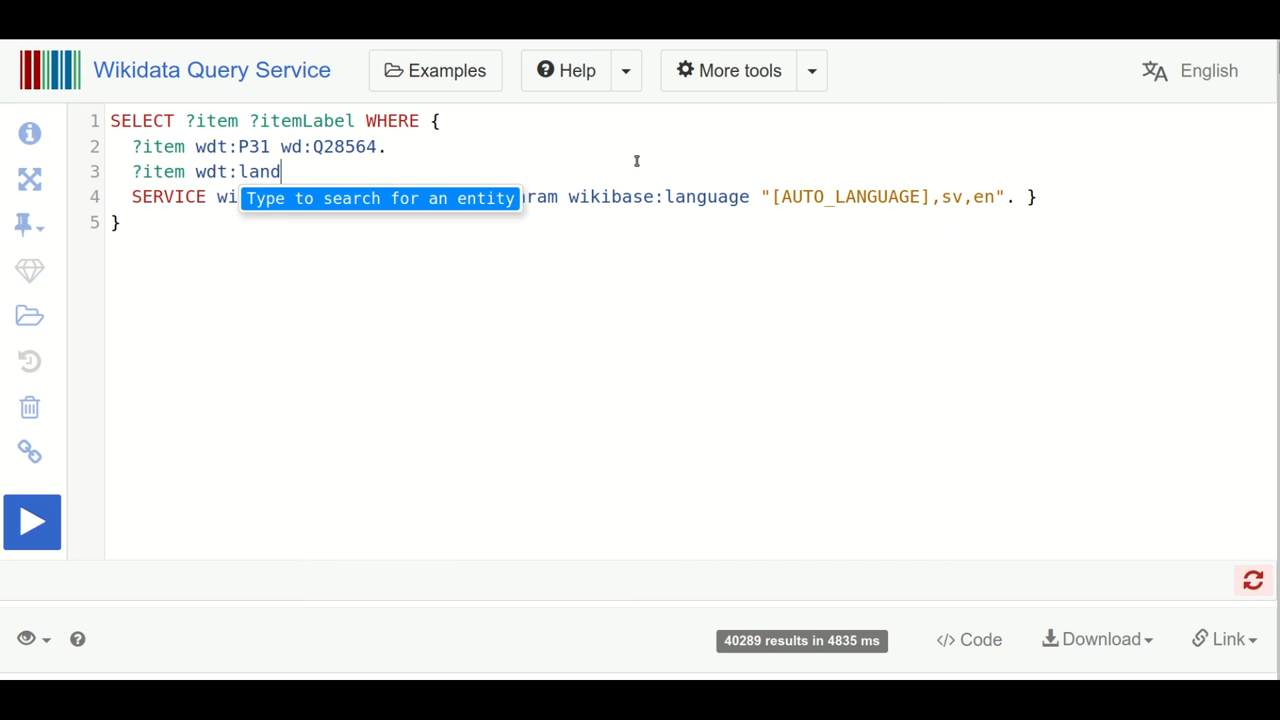 Wikidata Query Service
Examples
Help
More tools
English
1 SELECT ?item ?itemLabel WHERE {
2 ?item wdt:P31 wd:Q28564.
3 ?item wdt:land
4 SERVICE wi
Type to search for an entity
ram wikibase:language "[AUTO_LANGUAGE],sv,en". }
5 }
40289 results in 4835 ms
</> Code
Download
Link